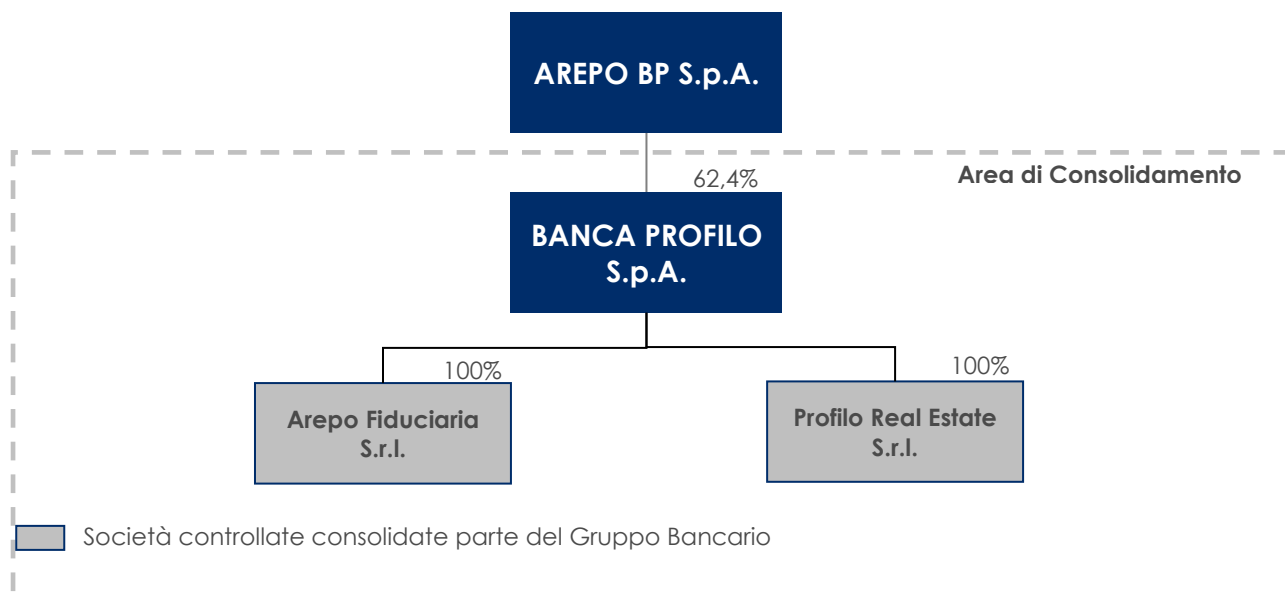 AREPO BP S.p.A.
62,4%
Area di Consolidamento
BANCA PROFILO
S.p.A.
100%
100%
Arepo Fiduciaria
S.r.l.
Profilo Real Estate
S.r.l.
Società controllate consolidate parte del Gruppo Bancario